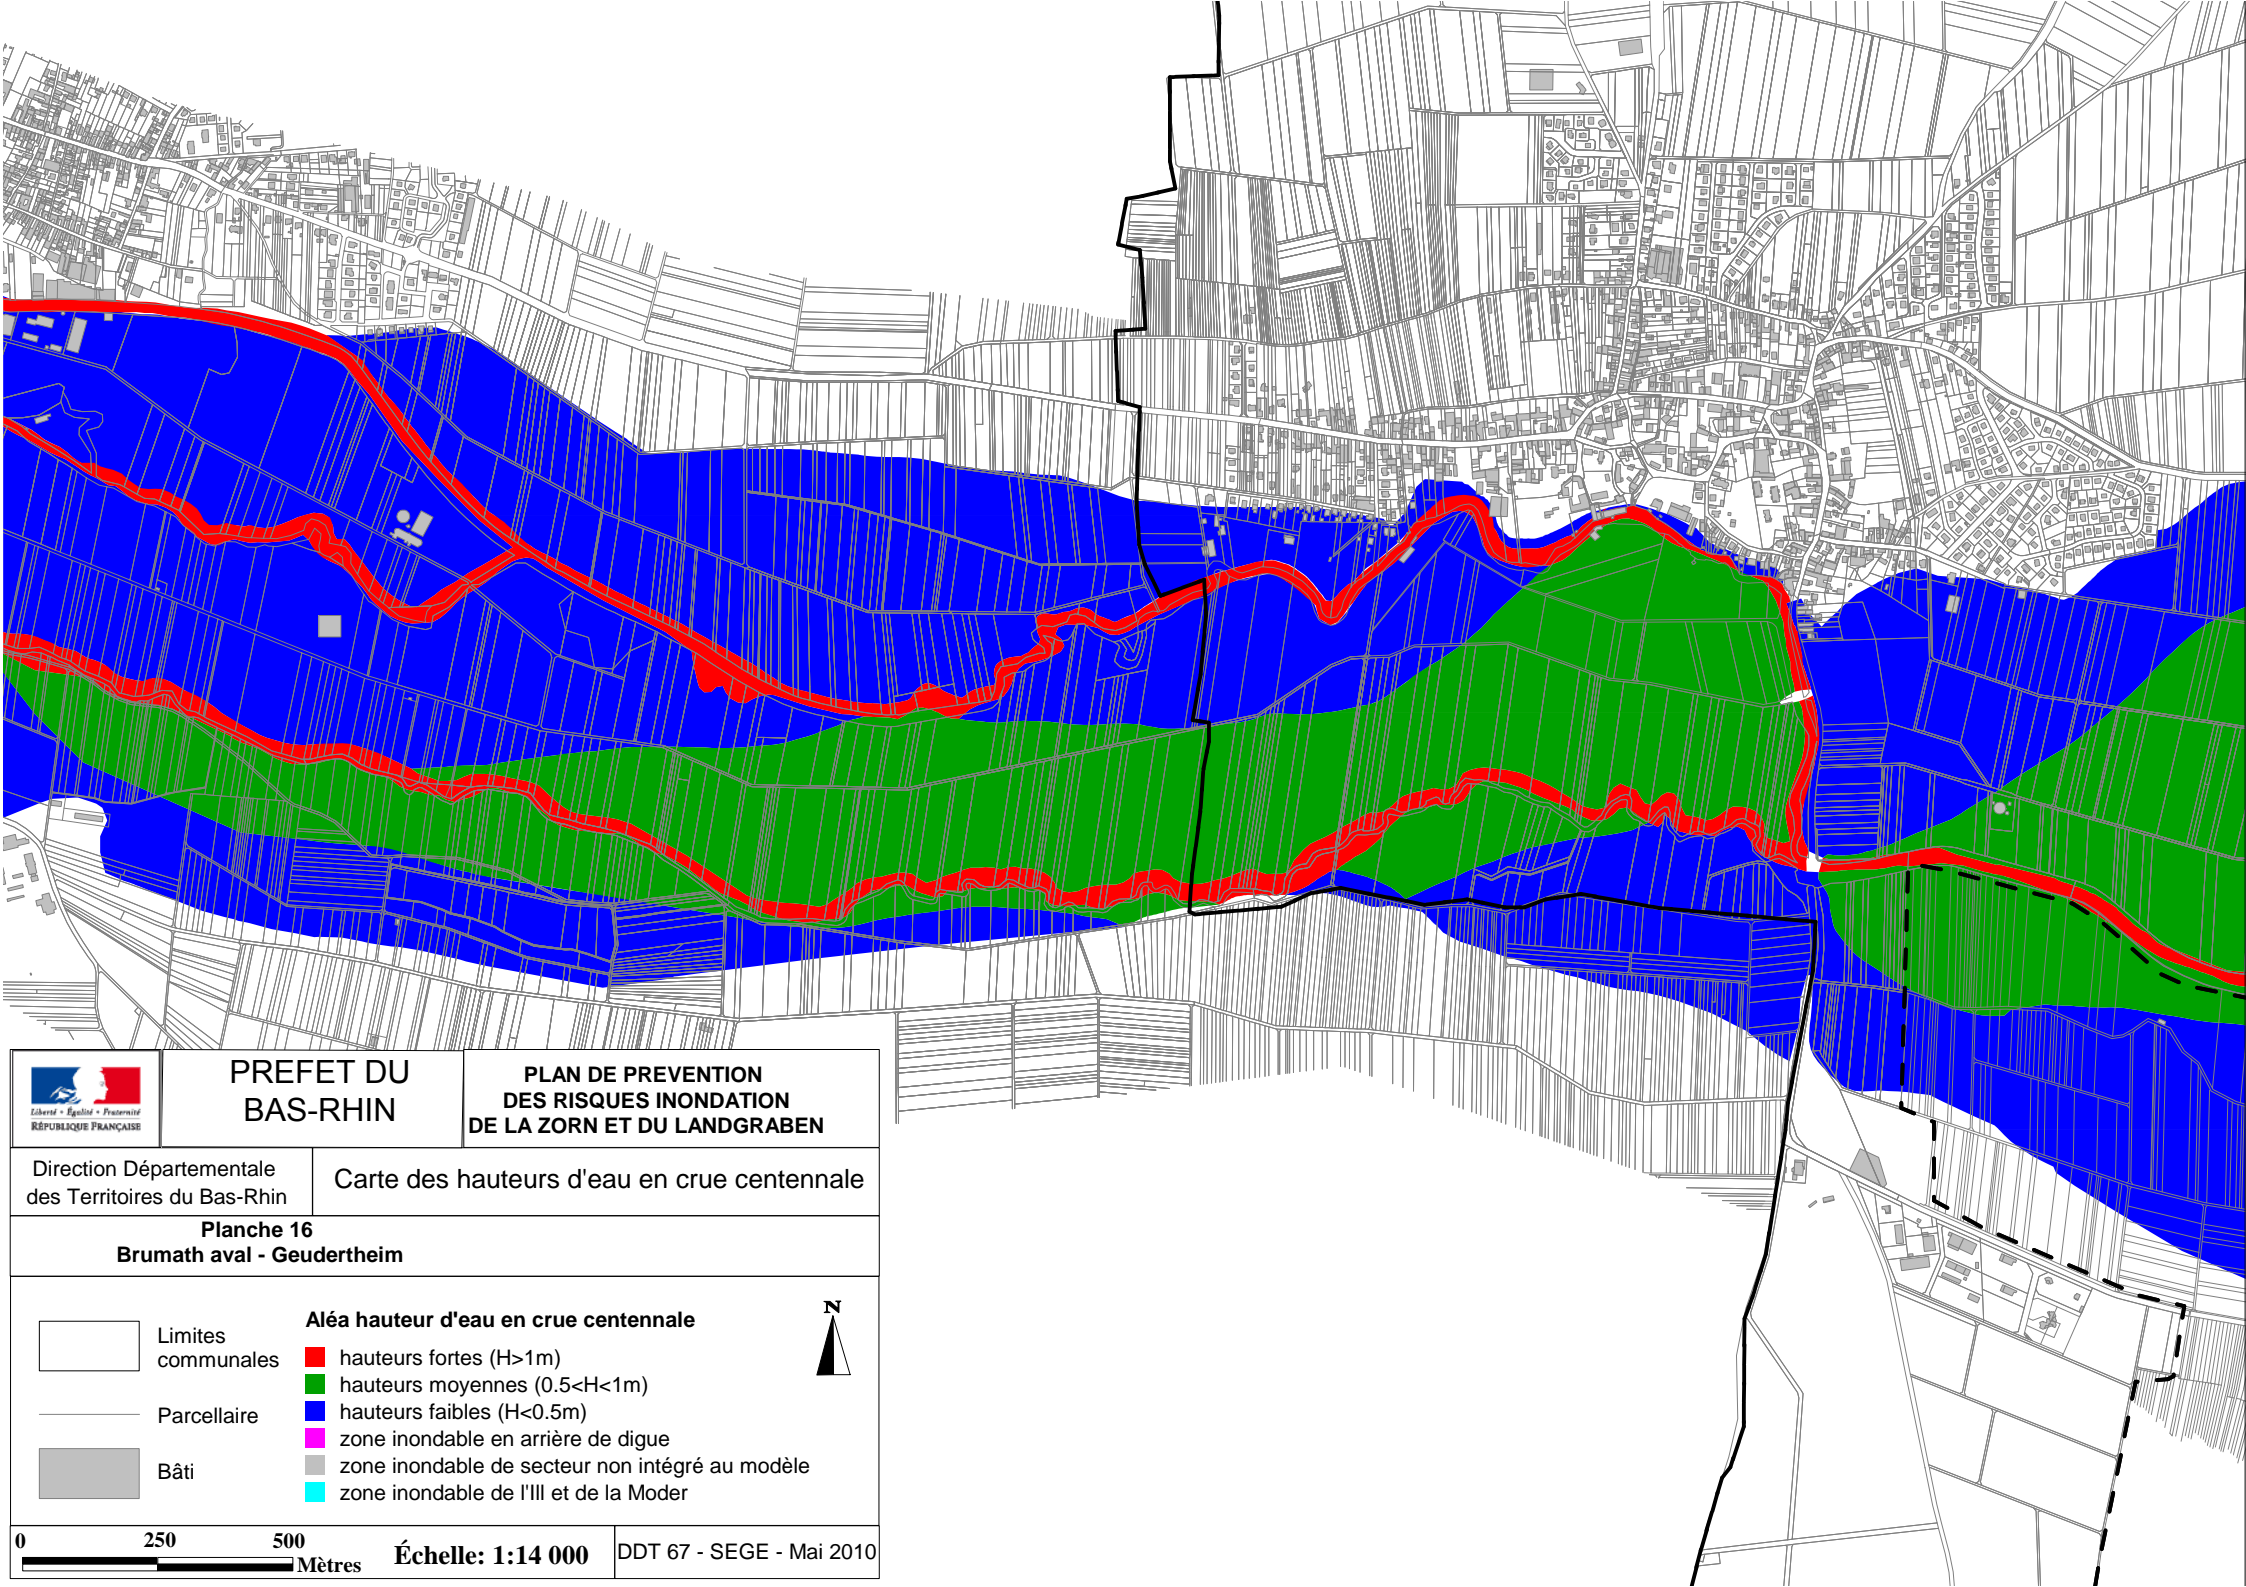 Liberté • Égalité • Fraternité
RÉPUBLIQUE FRANÇAISE
PREFET DU
BAS-RHIN
PLAN DE PREVENTION
DES RISQUES INONDATION
DE LA ZORN ET DU LANDGRABEN
Direction Départementale
des Territoires du Bas-Rhin
Carte des hauteurs d'eau en crue centennale
Planche 16
Brumath aval - Geudertheim
Limites
communales
Parcellaire
Bâti
Aléa hauteur d'eau en crue centennale
hauteurs fortes (H>1m)
hauteurs moyennes (0.5<H<1m)
hauteurs faibles (H<0.5m)
zone inondable en arrière de digue
zone inondable de secteur non intégré au modèle
zone inondable de l'Ill et de la Moder
N
0 250 500
Mètres
Échelle: 1:14 000
DDT 67 - SEGE - Mai 2010